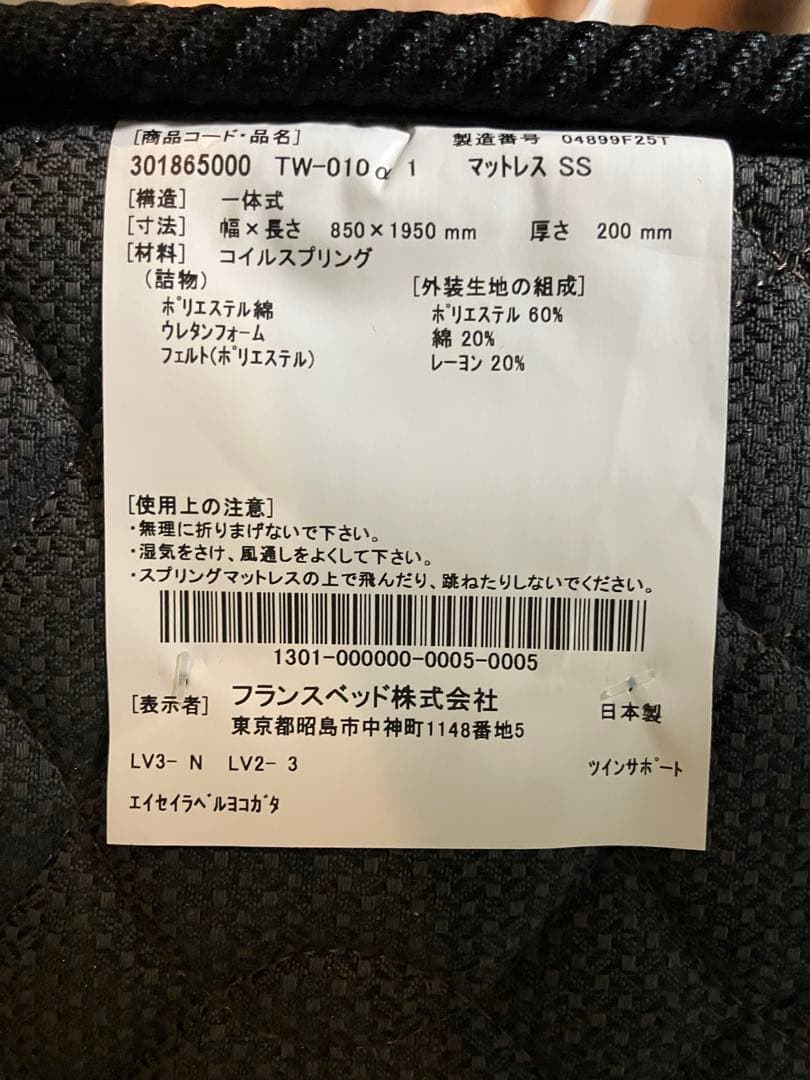 [商品コード・品名] 製造番号 04899F25T
301865000 TW-010α1 マットレス SS
[構造] 一体式
[寸法] 幅×長さ 850×1950 mm 厚さ 200 mm
[材料] コイルスプリング
(詰物) [外装生地の組成]
ポリエステル綿 ポリエステル 60%
ウレタンフォーム 綿 20%
フェルト(ポリエステル) レーヨン 20%
[使用上の注意]
・無理に折りまげないで下さい。
・湿気をさけ、風通しをよくして下さい。
・スプリングマットレスの上で飛んだり、跳ねたりしないでください。
1301-000000-0005-0005
[表示者] フランスベッド株式会社 日本製
東京都昭島市中神町1148番地5
LV3- N LV2- 3 ツインサポート
エイセイラベルヨコガタ